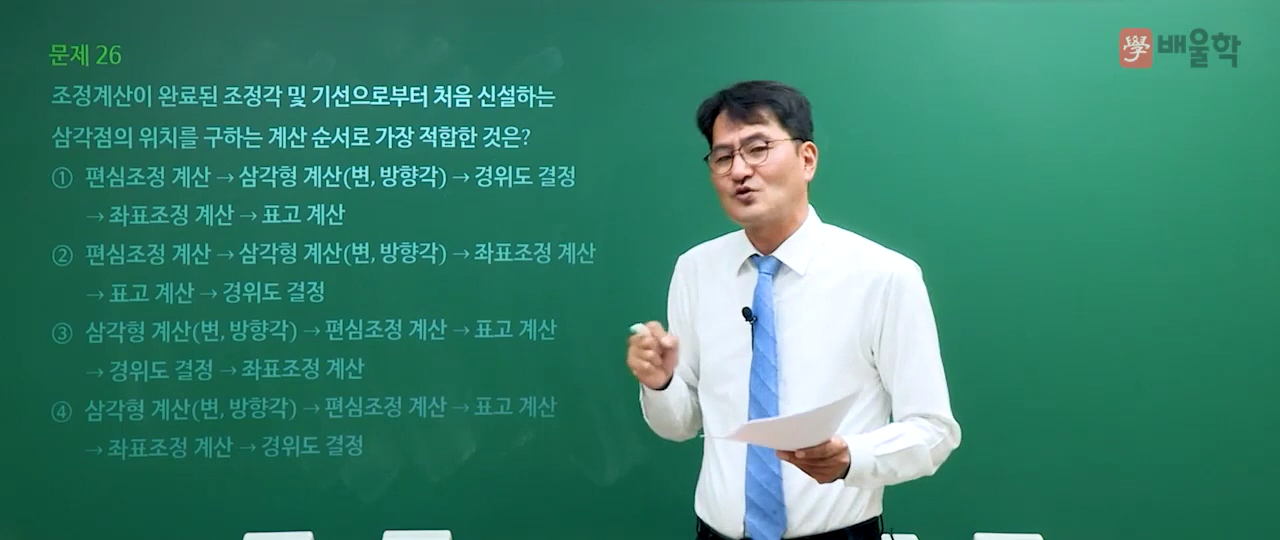 문제 26
조정계산이 완료된 조정각 및 기선으로부터 처음 신설하는
삼각점의 위치를 구하는 계산 순서로 가장 적합한 것은?
① 편심조정 계산 → 삼각형 계산(변, 방향각) → 경위도 결정
→ 좌표조정 계산 → 표고 계산
② 편심조정 계산 → 삼각형 계산(변, 방향각) → 좌표조정 계산
→ 표고 계산 → 경위도 결정
③ 삼각형 계산(변, 방향각) → 편심조정 계산 → 표고 계산
→ 경위도 결정 → 좌표조정 계산
④ 삼각형 계산(변, 방향각) → 편심조정 계산 → 표고 계산
→ 좌표조정 계산 → 경위도 결정
學 배울학